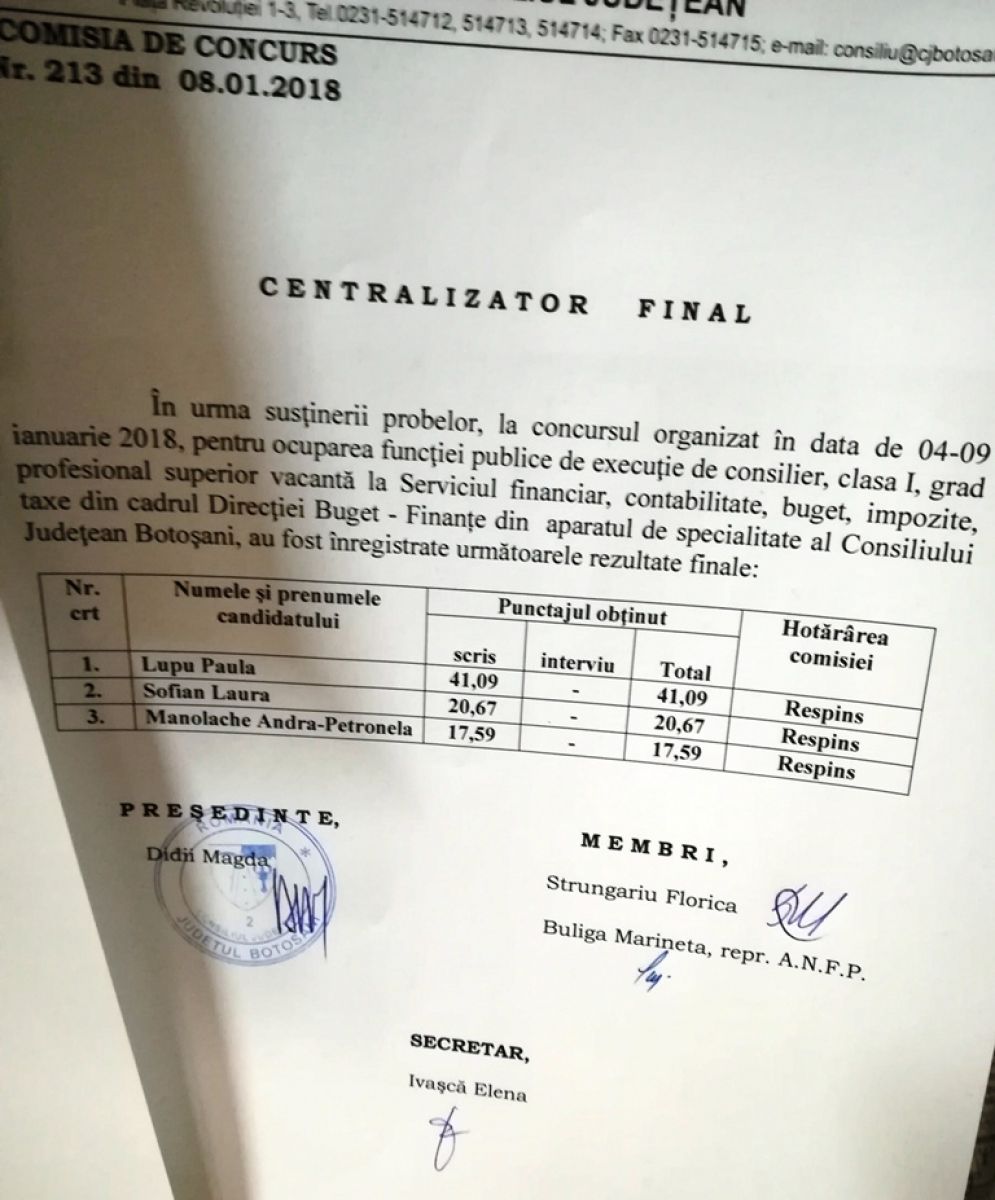 JUDEȚEAN
Piața Revoluției 1-3, Tel.0231-514712, 514713, 514714; Fax 0231-514715; e-mail: consiliu@cjbotosa
COMISIA DE CONCURS
Nr. 213 din 08.01.2018
CENTRALIZATOR FINAL
În urma susținerii probelor, la concursul organizat în data de 04-09
ianuarie 2018, pentru ocuparea funcției publice de execuție de consilier, clasa I, grad
profesional superior vacantă la Serviciul financiar, contabilitate, buget, impozite,
taxe din cadrul Direcției Buget - Finanțe din aparatul de specialitate al Consiliului
Județean Botoșani, au fost înregistrate următoarele rezultate finale:
Nr. crt Numele și prenumele candidatului Punctajul obținut Hotărârea comisiei
scris interviu Total
1. Lupu Paula 41,09 - 41,09 Respins
2. Sofian Laura 20,67 - 20,67 Respins
3. Manolache Andra-Petronela 17,59 - 17,59 Respins
PREȘEDINTE,
Didii Magda
ROMÂNIA
2
JUDEȚUL BOTOȘANI
MEMBRI,
Strungariu Florica
Buliga Marineta, repr. A.N.F.P.
SECRETAR,
Ivașcă Elena